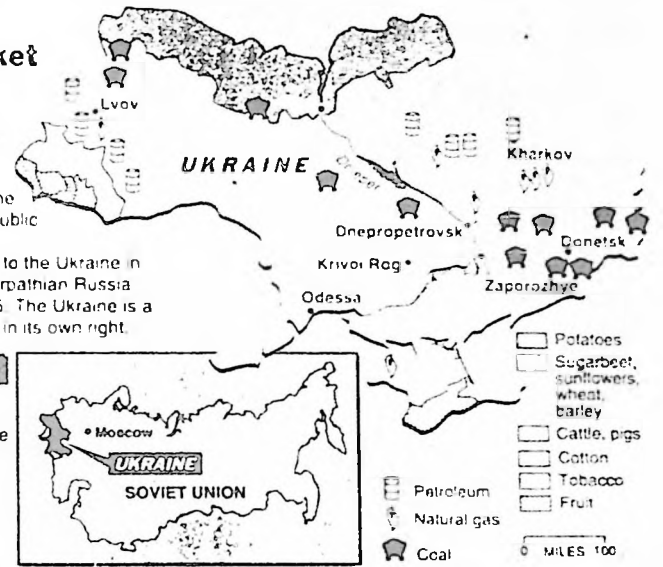 ket
Lvov
UKRAINE
Kharkov
Dnepropetrovsk
Donetsk
Krivoi Rog
Zaporozhye
Odessa
ublic
to the Ukraine in
rpathian Russia
The Ukraine is a
in its own right.
Moscow
UKRAINE
SOVIET UNION
Petroleum
Natural gas
Coal
Potatoes
Sugarbeet,
sunflowers,
wheat,
barley
Cattle, pigs
Cotton
Tobacco
Fruit
0 MILES 100